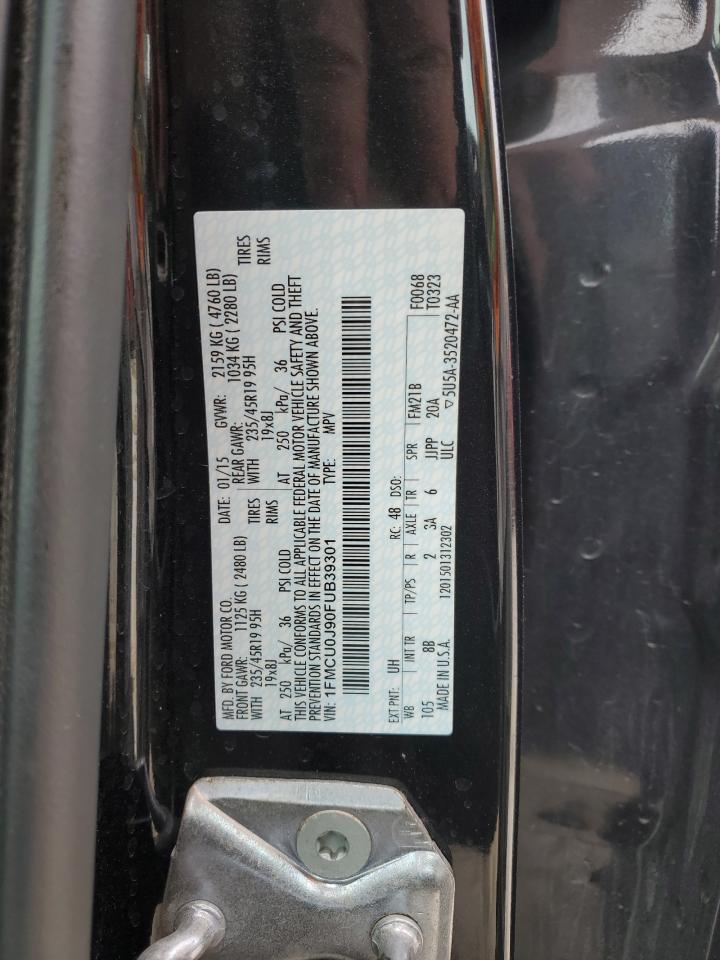 MFD. BY FORD MOTOR CO.
DATE: 01/15 GVWR: 2159 KG ( 4760 LB)
FRONT GAWR: 1125 KG ( 2480 LB) REAR GAWR: 1034 KG ( 2280 LB)
WITH 235/45R19 95H TIRES WITH 235/45R19 95H TIRES
19x8J RIMS 19x8J RIMS
AT 250 kPa/ 36 PSI COLD AT 250 kPa/ 36 PSI COLD
THIS VEHICLE CONFORMS TO ALL APPLICABLE FEDERAL MOTOR VEHICLE SAFETY AND THEFT
PREVENTION STANDARDS IN EFFECT ON THE DATE OF MANUFACTURE SHOWN ABOVE.
VIN: 1FMCU0J90FUB39301 TYPE: MPV
EXT PNT: UH RC: 48 DSO: F0068
WB INT TR TP/PS R AXLE TR SPR FM21B T0323
105 8B 2 3A 6 JJPP 20A
MADE IN U.S.A. 1201501312302 ULC ▽5U5A-3520472-AA